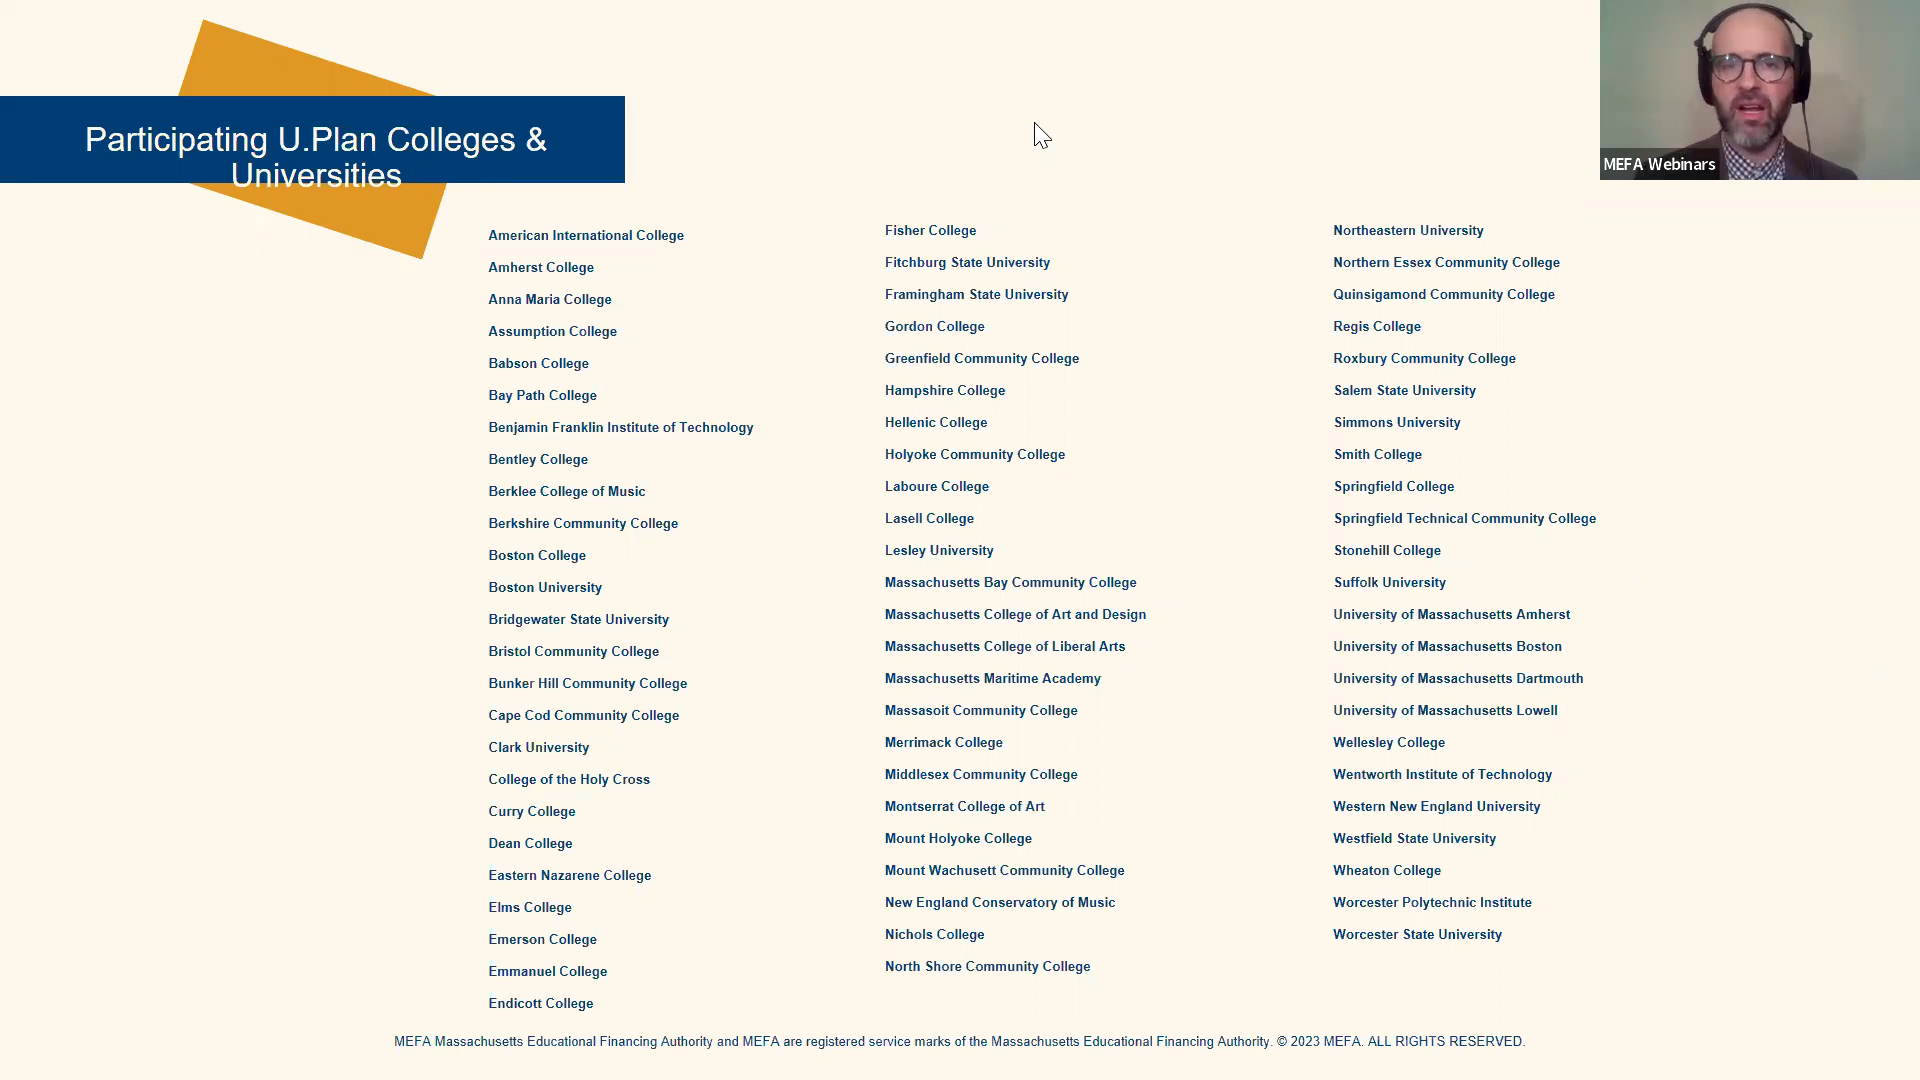 Participating U.Plan Colleges &
Universities
MEFA Webinars
American International College
Amherst College
Anna Maria College
Assumption College
Babson College
Bay Path College
Benjamin Franklin Institute of Technology
Bentley College
Berklee College of Music
Berkshire Community College
Boston College
Boston University
Bridgewater State University
Bristol Community College
Bunker Hill Community College
Cape Cod Community College
Clark University
College of the Holy Cross
Curry College
Dean College
Eastern Nazarene College
Elms College
Emerson College
Emmanuel College
Endicott College
Fisher College
Fitchburg State University
Framingham State University
Gordon College
Greenfield Community College
Hampshire College
Hellenic College
Holyoke Community College
Laboure College
Lasell College
Lesley University
Massachusetts Bay Community College
Massachusetts College of Art and Design
Massachusetts College of Liberal Arts
Massachusetts Maritime Academy
Massasoit Community College
Merrimack College
Middlesex Community College
Montserrat College of Art
Mount Holyoke College
Mount Wachusett Community College
New England Conservatory of Music
Nichols College
North Shore Community College
Northeastern University
Northern Essex Community College
Quinsigamond Community College
Regis College
Roxbury Community College
Salem State University
Simmons University
Smith College
Springfield College
Springfield Technical Community College
Stonehill College
Suffolk University
University of Massachusetts Amherst
University of Massachusetts Boston
University of Massachusetts Dartmouth
University of Massachusetts Lowell
Wellesley College
Wentworth Institute of Technology
Western New England University
Westfield State University
Wheaton College
Worcester Polytechnic Institute
Worcester State University
MEFA Massachusetts Educational Financing Authority and MEFA are registered service marks of the Massachusetts Educational Financing Authority. © 2023 MEFA. ALL RIGHTS RESERVED.